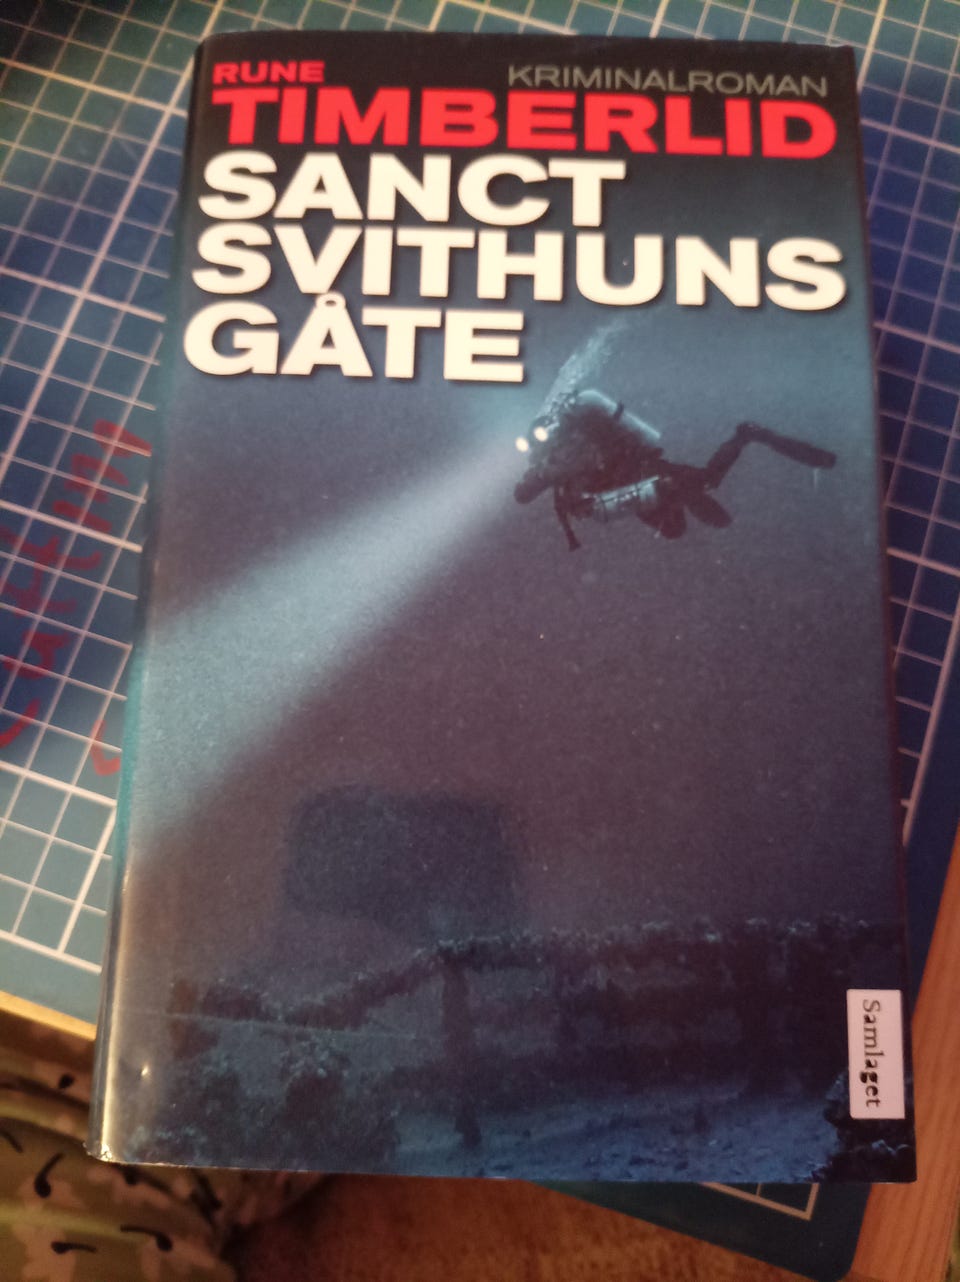 RUNE
KRIMINALROMAN
TIMBERLID
SANCT
SVITHUNS
GÅTE
Samlaget